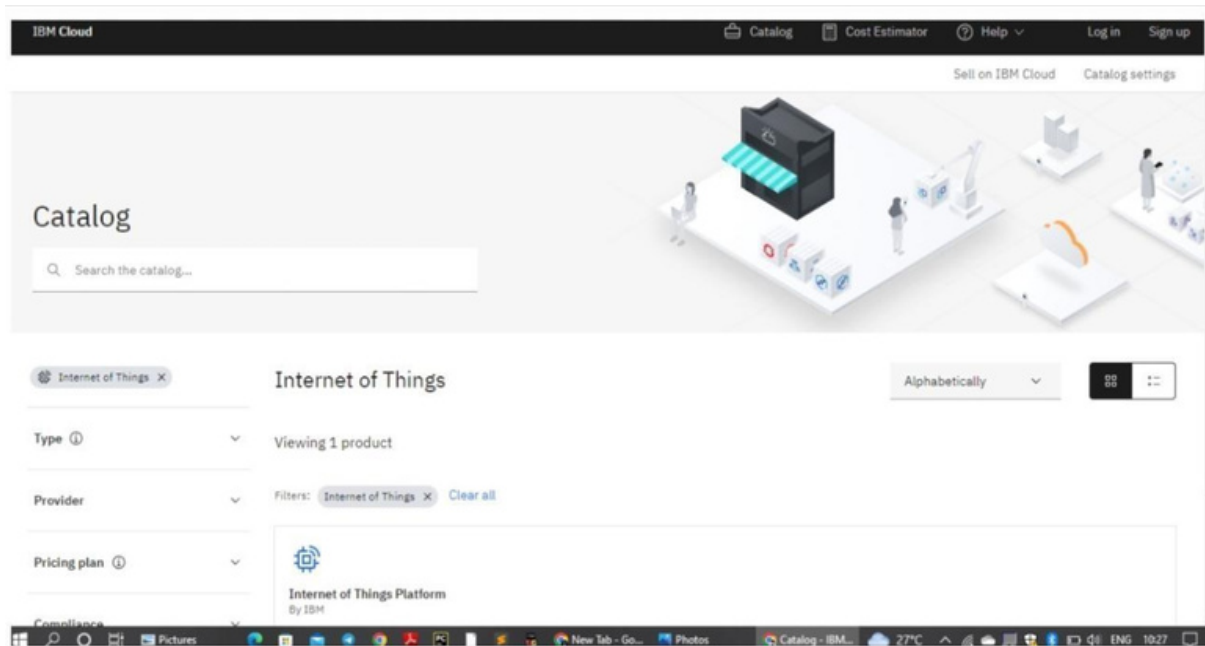 IBM Cloud Catalog Cost Estimator Help Log in Sign up
Sell on IBM Cloud Catalog settings
Catalog
Search the catalog...
Internet of Things X
Internet of Things
Alphabetically
Type
Viewing 1 product
Provider
Filters: Internet of Things X Clear all
Pricing plan
Internet of Things Platform
By IBM
Compliance
Pictures New Tab - Go... Photos Catalog - IBM... 27°C ENG 10:27